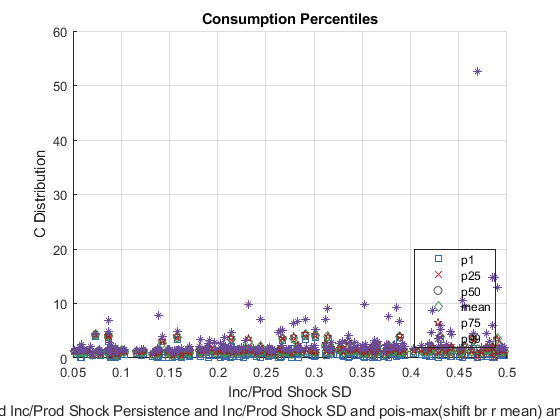 Consumption Percentiles
60
50
40
30
20
10
0
C Distribution
p1
p25
p50
mean
p75
p99
0.05 0.1 0.15 0.2 0.25 0.3 0.35 0.4 0.45 0.5
Inc/Prod Shock SD
d Inc/Prod Shock Persistence and Inc/Prod Shock SD and pois-max(shift br r mean) an